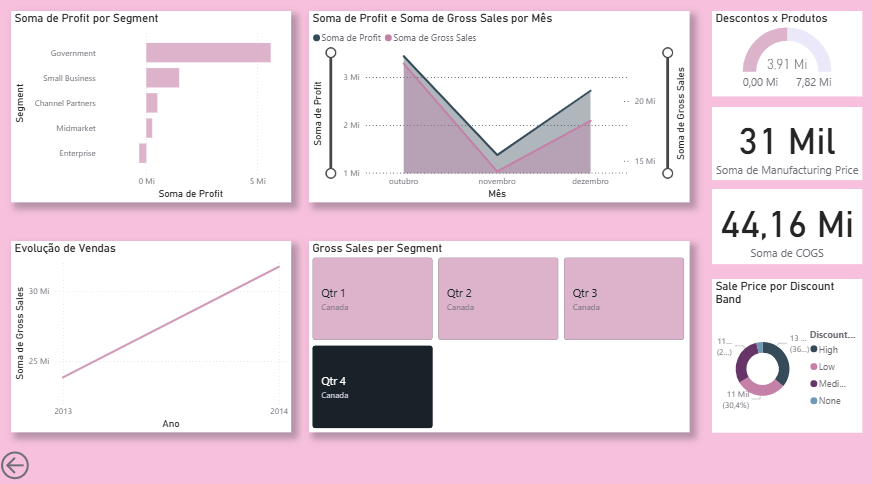 Soma de Profit por Segment
Segment
Government
Small Business
Channel Partners
Midmarket
Enterprise
0 Mi
5 Mi
Soma de Profit
Soma de Profit e Soma de Gross Sales por Mês
Soma de Profit
Soma de Gross Sales
Soma de Profit
3 Mi
2 Mi
1 Mi
20 Mi
15 Mi
Soma de Gross Sales
outubro
novembro
dezembro
Mês
Descontos x Produtos
3,91 Mi
0,00 Mi
7,82 Mi
31 Mil
Soma de Manufacturing Price
44,16 Mi
Soma de COGS
Evolução de Vendas
Soma de Gross Sales
30 Mi
25 Mi
2013
2014
Ano
Gross Sales per Segment
Qtr 1
Canada
Qtr 2
Canada
Qtr 3
Canada
Qtr 4
Canada
Sale Price por Discount
Band
11...
(2...)
13 ...
(36...)
11 Mil
(30,4%)
Discount...
High
Low
Medi...
None